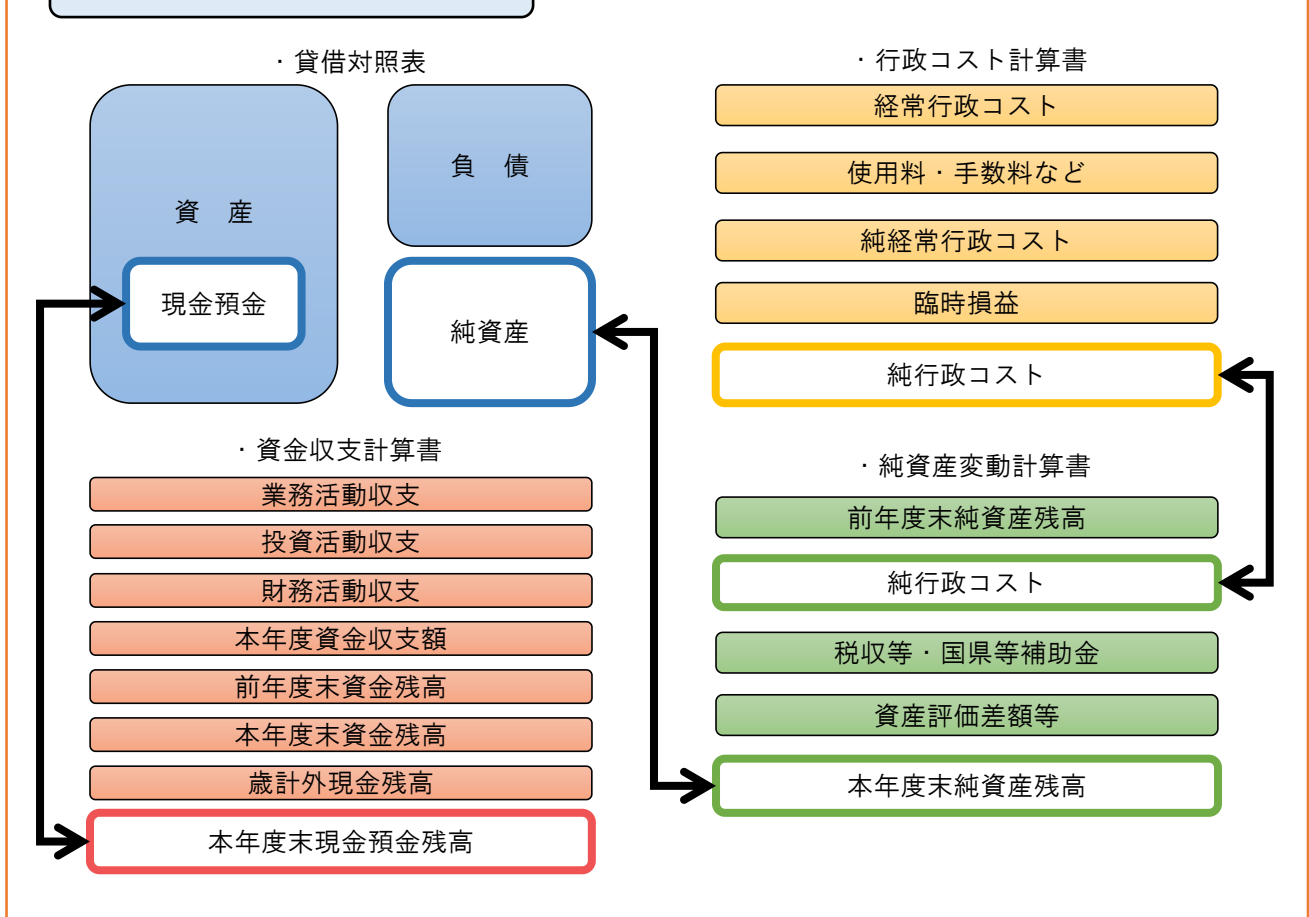 ・貸借対照表
資　産
現金預金
負　債
純資産
・資金収支計算書
業務活動収支
投資活動収支
財務活動収支
本年度資金収支額
前年度末資金残高
本年度末資金残高
歳計外現金残高
本年度末現金預金残高
・行政コスト計算書
経常行政コスト
使用料・手数料など
純経常行政コスト
臨時損益
純行政コスト
・純資産変動計算書
前年度末純資産残高
純行政コスト
税収等・国県等補助金
資産評価差額等
本年度末純資産残高